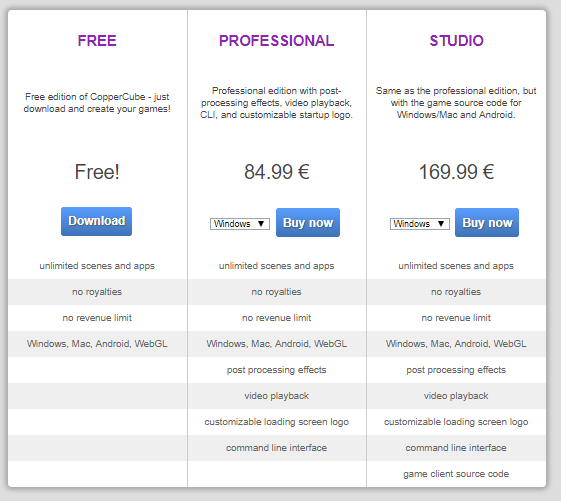 FREE
Free edition of CopperCube - just
download and create your games!
Free!
Download
unlimited scenes and apps
no royalties
no revenue limit
Windows, Mac, Android, WebGL
PROFESSIONAL
Professional edition with post-
processing effects, video playback,
CLI, and customizable startup logo.
84.99 €
Windows ▼ Buy now
unlimited scenes and apps
no royalties
no revenue limit
Windows, Mac, Android, WebGL
post processing effects
video playback
customizable loading screen logo
command line interface
STUDIO
Same as the professional edition, but
with the game source code for
Windows/Mac and Android.
169.99 €
Windows ▼ Buy now
unlimited scenes and apps
no royalties
no revenue limit
Windows, Mac, Android, WebGL
post processing effects
video playback
customizable loading screen logo
command line interface
game client source code